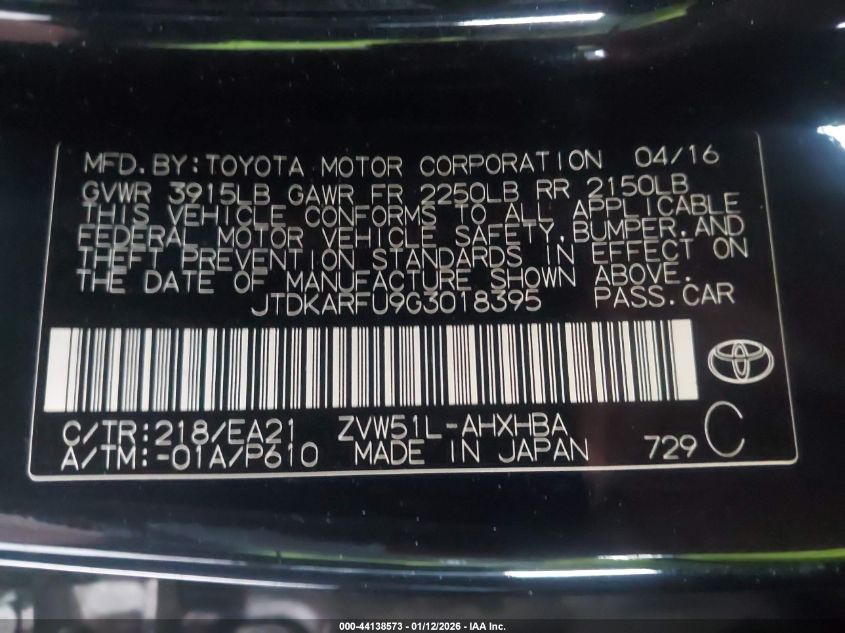 MFD.BY:TOYOTA MOTOR CORPORATION 04/16
GVWR 3915LB GAWR FR 2250LB RR 2150LB
THIS VEHICLE CONFORMS TO ALL APPLICABLE
FEDERAL MOTOR VEHICLE SAFETY,BUMPER,AND
THEFT PREVENTION STANDARDS IN EFFECT ON
THE DATE OF MANUFACTURE SHOWN ABOVE.
JTDKARFU9G3018395 PASS.CAR
C/TR:218/EA21 ZVW51L-AHXHBA
A/TM:-01A/P610 MADE IN JAPAN 729 C
000-44138573 - 01/12/2026 - IAA Inc.